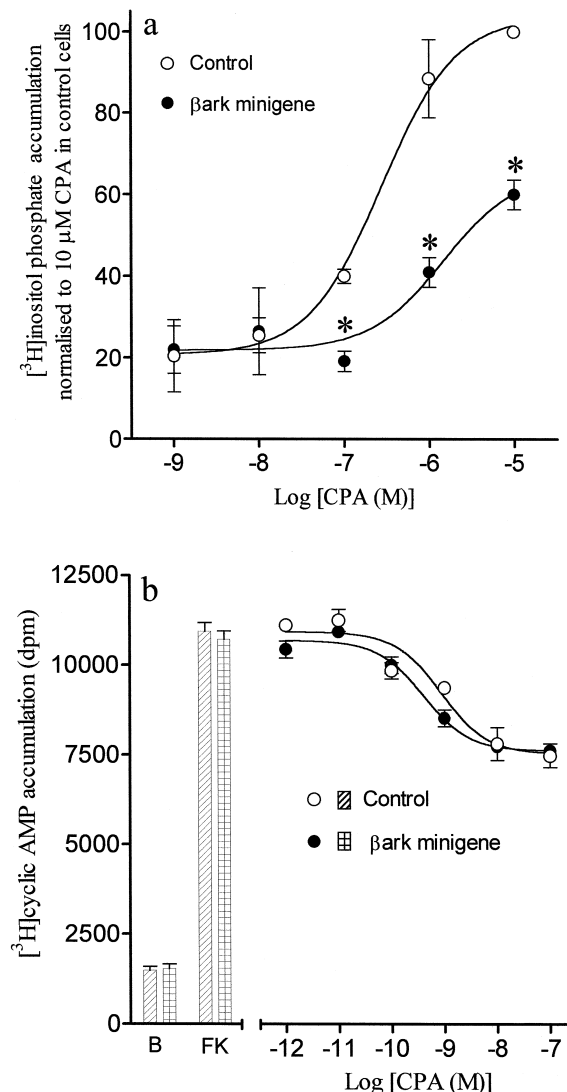 a
[³H]inositol phosphate accumulation
normalised to 10 µM CPA in control cells
100
80
60
40
20
0
Control
βark minigene
*
*
*
-9 -8 -7 -6 -5
Log [CPA (M)]
b
[³H]cyclic AMP accumulation (dpm)
12500
10000
7500
5000
2500
0
Control
βark minigene
B FK -12 -11 -10 -9 -8 -7
Log [CPA (M)]